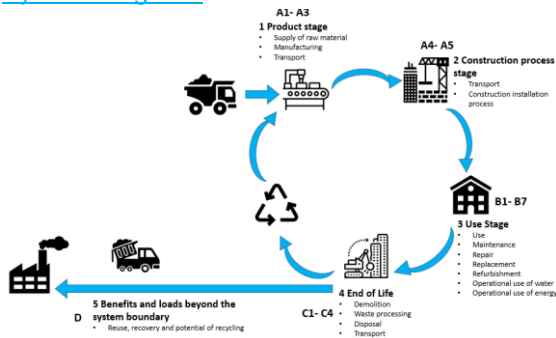 A1- A3
1 Product stage
• Supply of raw material
• Manufacturing
• Transport
A4- A5
2 Construction process
stage
• Transport
• Construction installation
process
B1- B7
3 Use Stage
• Use
• Maintenance
• Repair
• Replacement
• Refurbishment
• Operational use of water
• Operational use of energy
4 End of Life
• Demolition
• Waste processing
• Disposal
• Transport
C1- C4
5 Benefits and loads beyond the
system boundary
• Reuse, recovery and potential of recycling
D